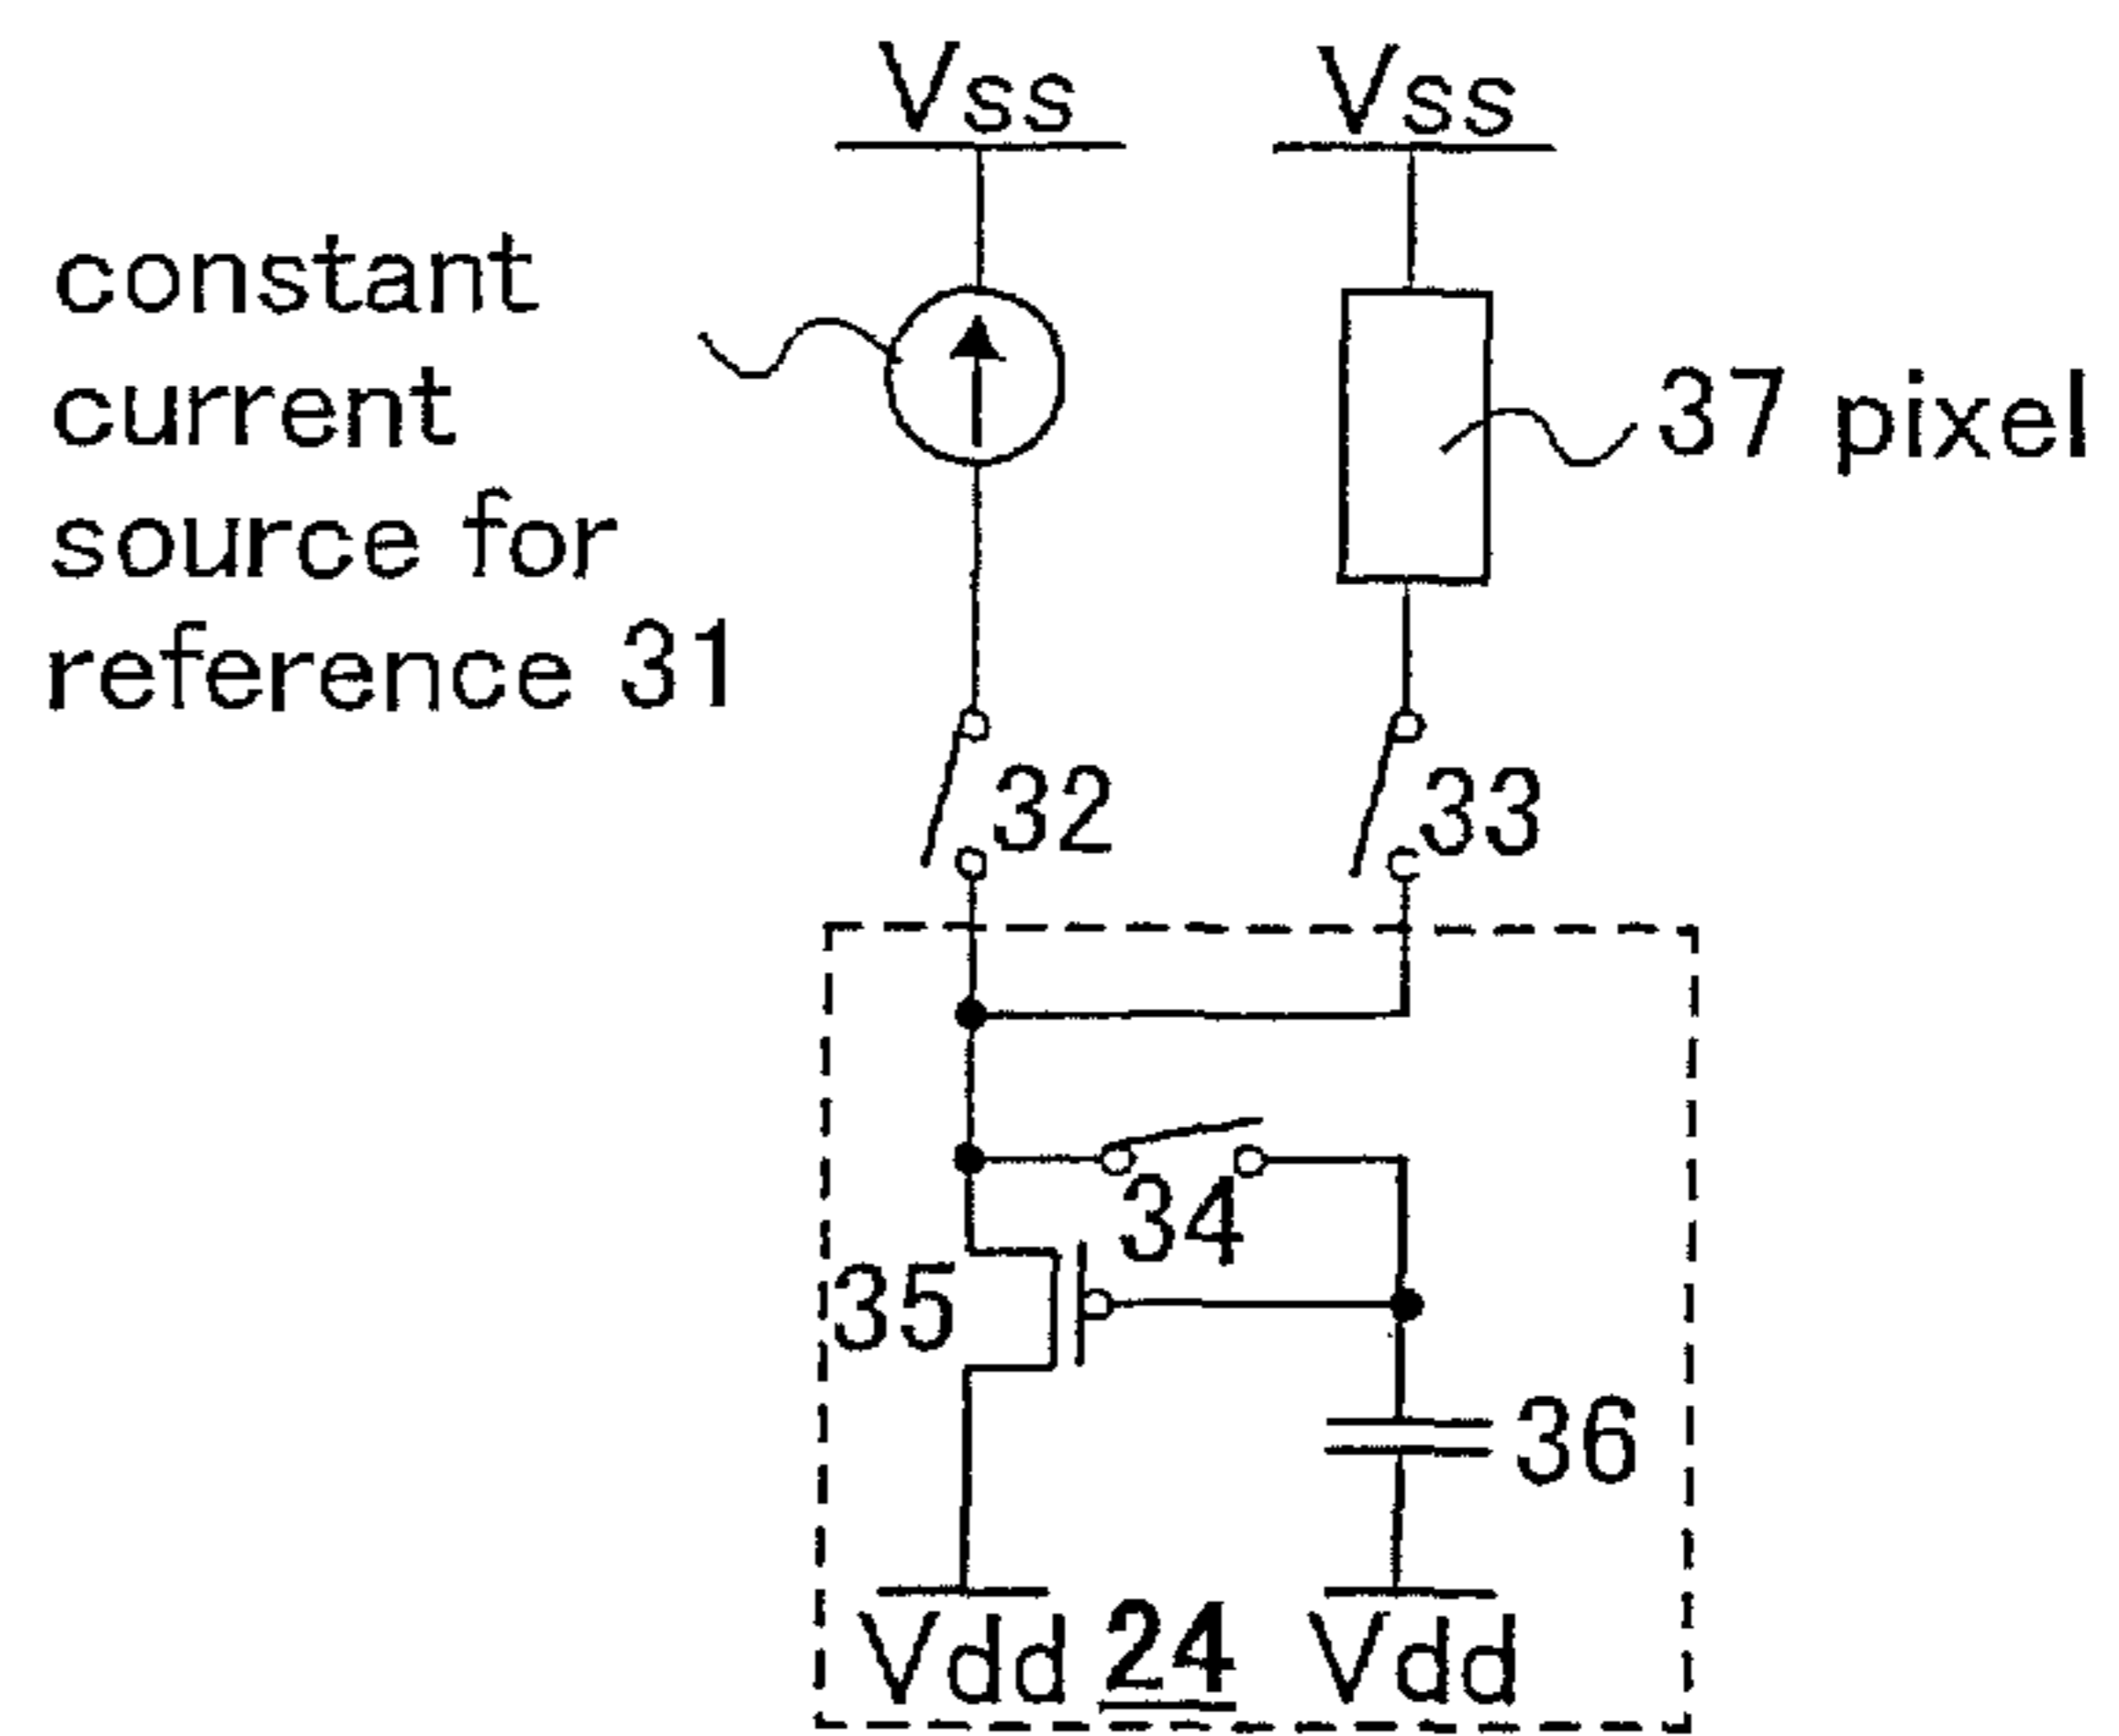 Vss
Vss
constant
current
source for
reference 31
37 pixel
32
33
34
35
36
Vdd
24
Vdd